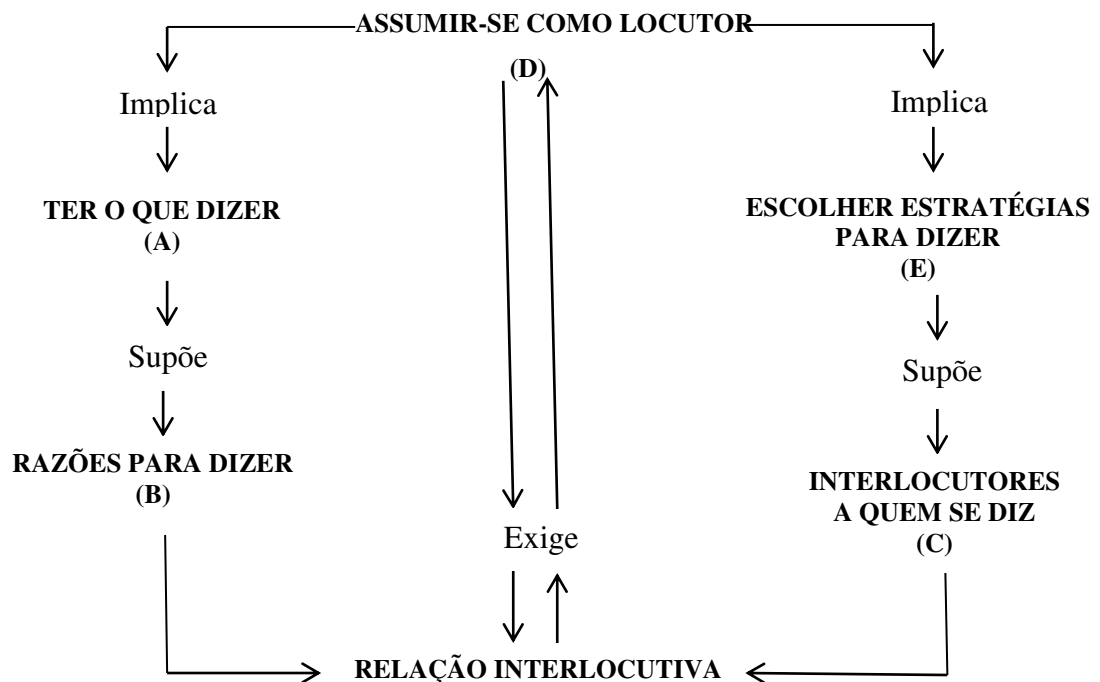 ASSUMIR-SE COMO LOCUTOR
(D)
Implica
Implica
TER O QUE DIZER
(A)
ESCOLHER ESTRATÉGIAS
PARA DIZER
(E)
Supõe
Supõe
RAZÕES PARA DIZER
(B)
INTERLOCUTORES
A QUEM SE DIZ
(C)
Exige
RELAÇÃO INTERLOCUTIVA